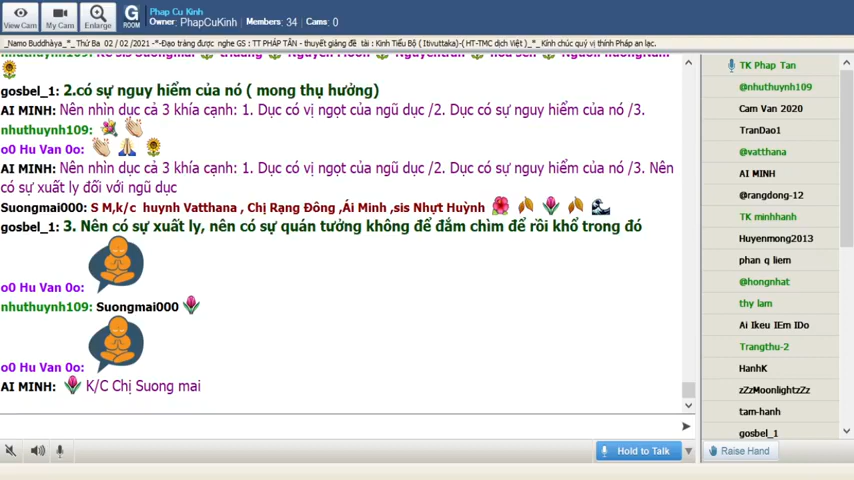 View Cam
My Cam
Enlarge
G
ROOM
Phap Cu Kinh
Owner: PhapCuKinh Members: 34 Cams: 0
_Namo Buddhàya_*_ Thứ Ba 02 / 02 /2021 -*-Đạo tràng được nghe GS : TT PHÁP TÂN - thuyết giảng đề tài : Kinh Tiểu Bộ ( Itivuttaka)-( HT-TMC dịch Việt )_*_ Kính chúc quý vị thính Pháp an lạc.
gosbel_1: 2.có sự nguy hiểm của nó ( mong thụ hưởng)
AI MINH: Nên nhìn dục cả 3 khía cạnh: 1. Dục có vị ngọt của ngũ dục /2. Dục có sự nguy hiểm của nó /3.
nhuthuynh109:
o0 Hu Van 0o:
AI MINH: Nên nhìn dục cả 3 khía cạnh: 1. Dục có vị ngọt của ngũ dục /2. Dục có sự nguy hiểm của nó /3. Nên
có sự xuất ly đối với ngũ dục
Suongmai000: S M,k/c huynh Vatthana , Chị Rạng Đông ,Ái Minh ,sis Nhựt Huỳnh
gosbel_1: 3. Nên có sự xuất ly, nên có sự quán tưởng không để đắm chìm để rồi khổ trong đó
o0 Hu Van 0o:
nhuthuynh109: Suongmai000
o0 Hu Van 0o:
AI MINH: K/C Chị Suong mai
Hold to Talk
TK Phap Tan
@nhuthuynh109
Cam Van 2020
TranDao1
@vatthana
AI MINH
@rangdong-12
TK minhhanh
Huyenmong2013
phan q liem
@hongnhat
thy lam
Ai Ikeu IEm IDo
Trangthu-2
HanhK
zZzMoonlightzZz
tam-hanh
gosbel_1
Raise Hand